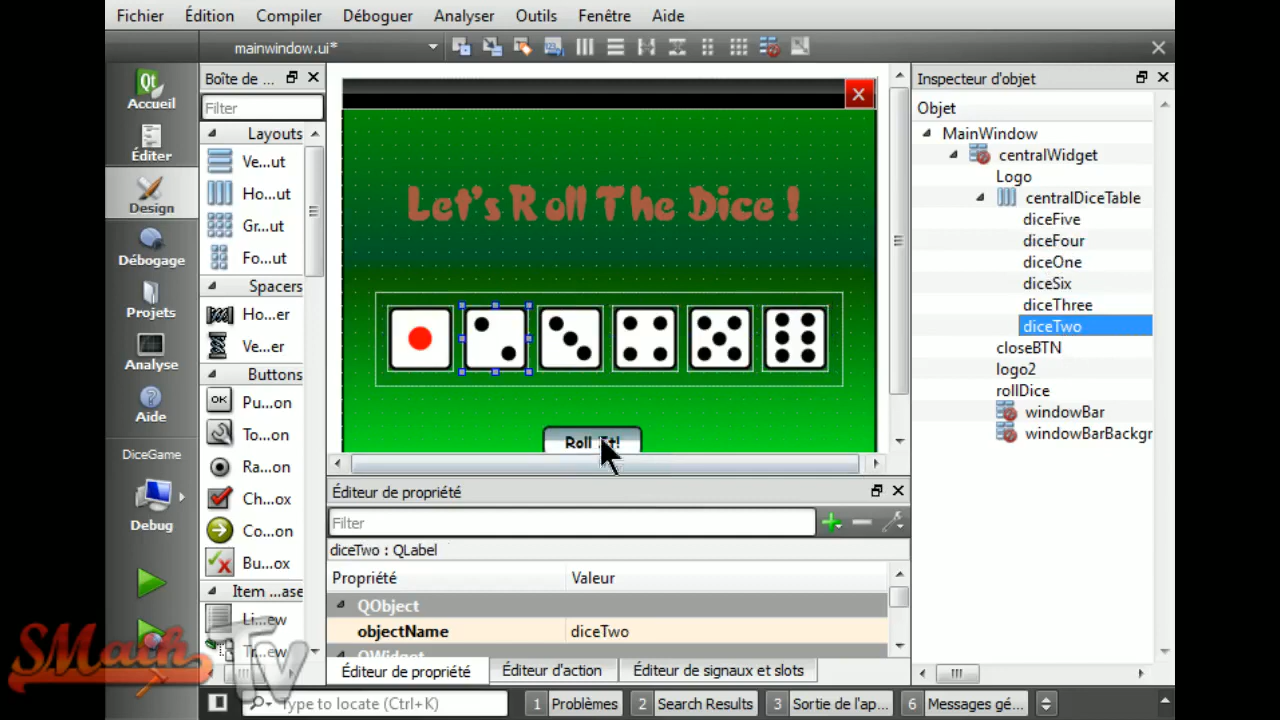 Fichier Édition Compiler Déboguer Analyser Outils Fenêtre Aide
mainwindow.ui*
Accueil
Éditer
Design
Débogage
Projets
Analyse
Aide
DiceGame
Debug
Boîte de ...
Filter
Layouts
Ve...ut
Ho...ut
Gr...ut
Fo...ut
Spacers
Ho...er
Ve...er
Buttons
OK Pu...on
To...on
Ra...on
Ch...ox
Co...on
Bu...ox
Item ...ase
Li...ew
Tr...ew
Let's Roll The Dice !
Roll It!
Éditeur de propriété
Filter
diceTwo : QLabel
Propriété Valeur
QObject
objectName diceTwo
QWidget
Éditeur de propriété Éditeur d'action Éditeur de signaux et slots
Inspecteur d'objet
Objet
MainWindow
centralWidget
Logo
centralDiceTable
diceFive
diceFour
diceOne
diceSix
diceThree
diceTwo
closeBTN
logo2
rollDice
windowBar
windowBarBackgr
Type to locate (Ctrl+K) 1 Problèmes 2 Search Results 3 Sortie de l'ap... 6 Messages gé...
SMath Tv